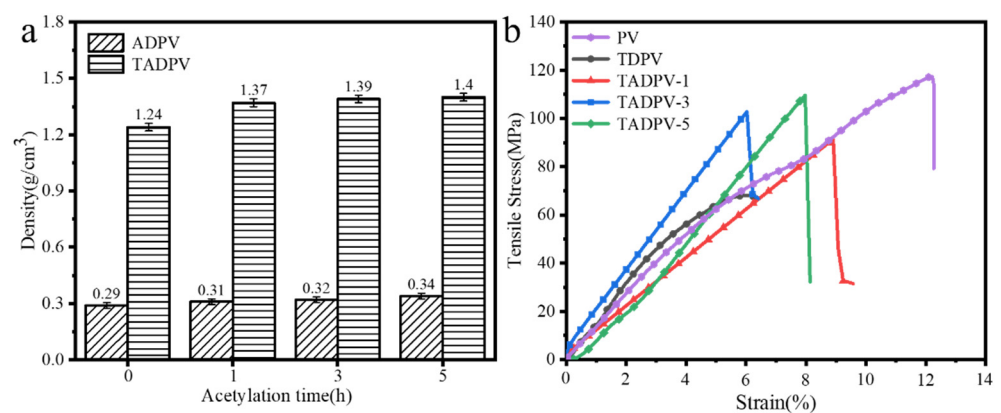 a
1.8
1.5
1.2
0.9
0.6
0.3
0.0
Density(g/cm³)
ADPV
TADPV
0.29
1.24
0.31
1.37
0.32
1.39
0.34
1.4
0
1
3
5
Acetylation time(h)
b
140
120
100
80
60
40
20
0
Tensile Stress(MPa)
PV
TDPV
TADPV-1
TADPV-3
TADPV-5
0
2
4
6
8
10
12
14
Strain(%)